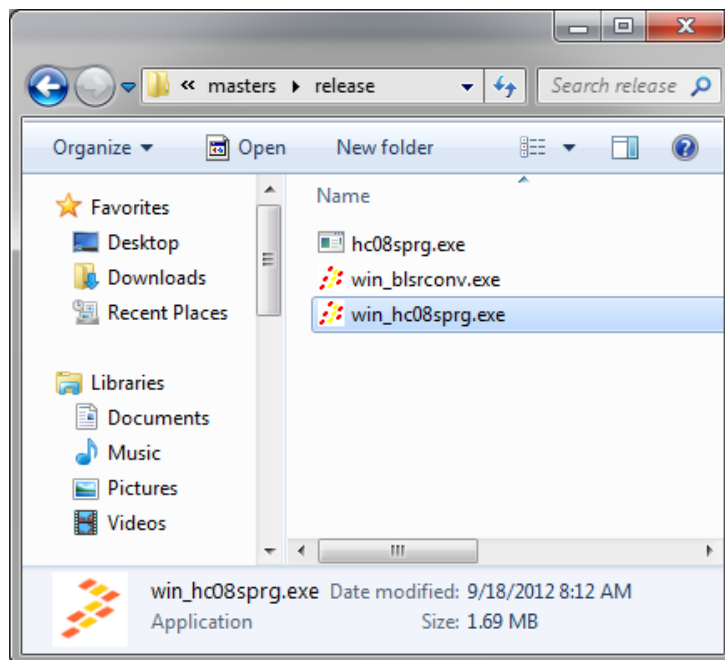 « masters ▸ release
Search release
Organize Open New folder
Name
Favorites
Desktop
Downloads
Recent Places
Libraries
Documents
Music
Pictures
Videos
hc08sprg.exe
win_blsrconv.exe
win_hc08sprg.exe
win_hc08sprg.exe Date modified: 9/18/2012 8:12 AM
Application Size: 1.69 MB